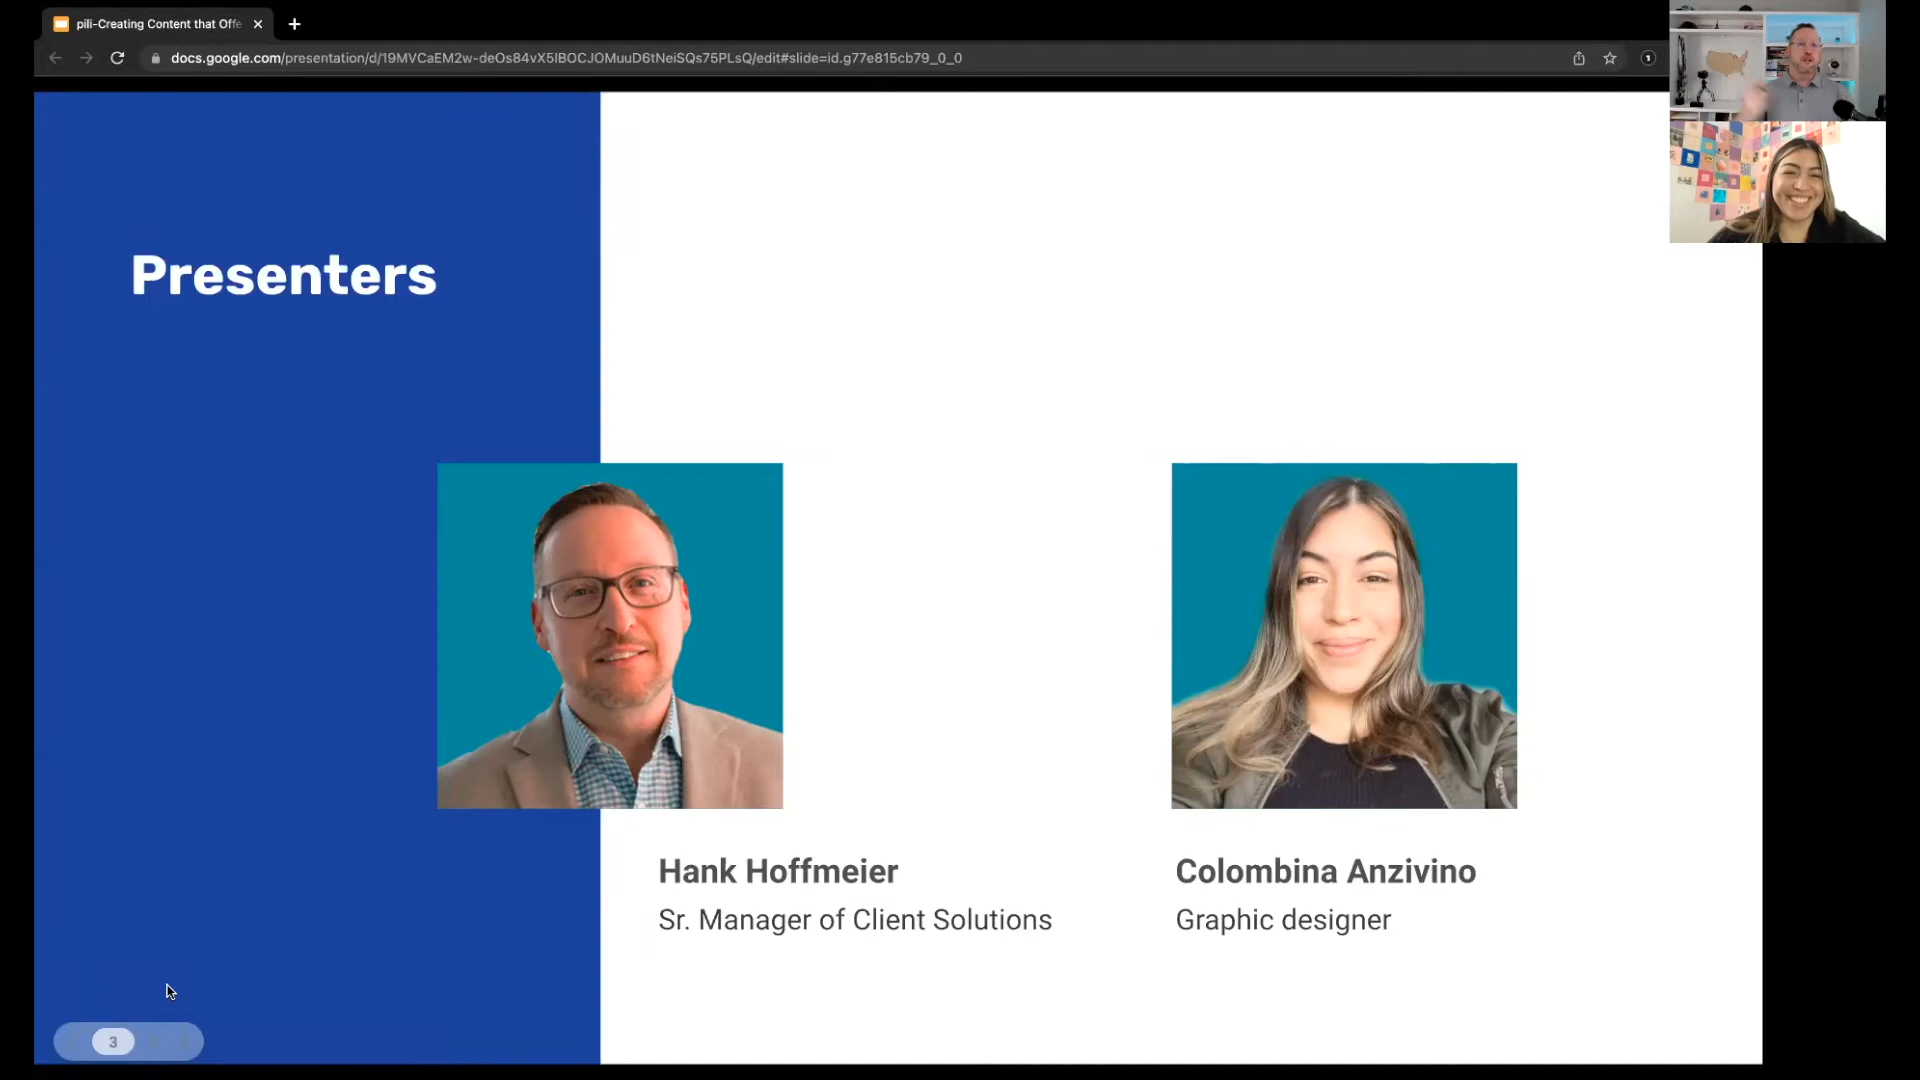 pili-Creating Content that Offe
docs.google.com/presentation/d/19MVCaEM2w-deOs84vX5IBOCJOMuuD6tNeiSQs75PLsQ/edit#slide=id.g77e815cb79_0_0
Presenters
Hank Hoffmeier
Colombina Anzivino
Sr. Manager of Client Solutions
Graphic designer
3